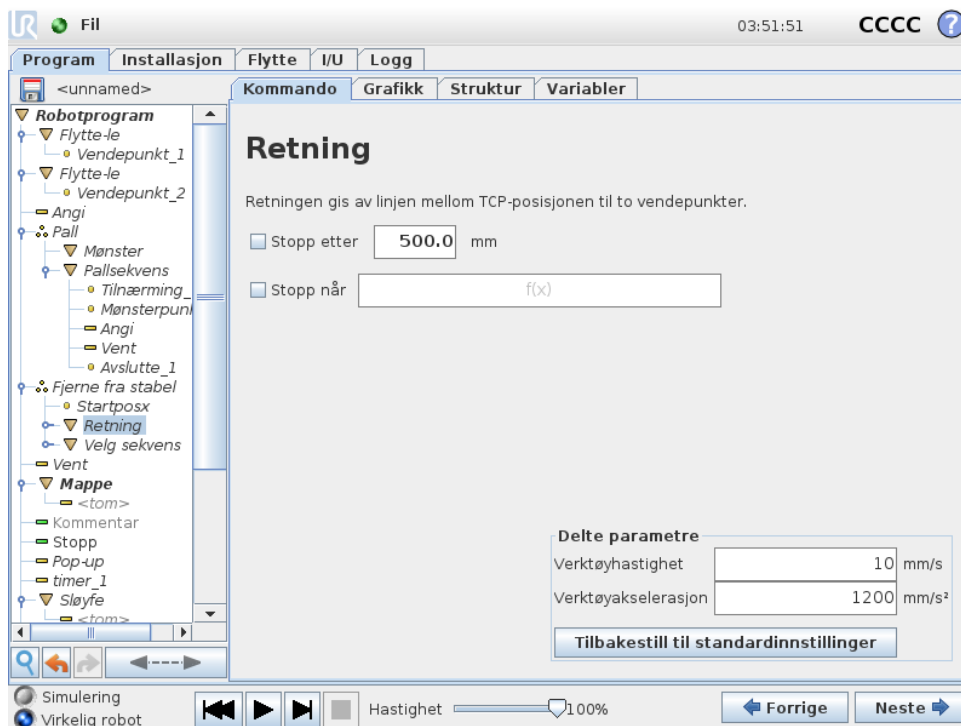 UR Fil 03:51:51 CCCC ?
Program Installasjon Flytte I/U Logg
<unnamed>
Kommando Grafikk Struktur Variabler
Robotprogram
Flytte-le
Vendepunkt_1
Flytte-le
Vendepunkt_2
Angi
Pall
Mønster
Pallsekvens
Tilnærming_
Mønsterpun
Angi
Vent
Avslutte_1
Fjerne fra stabel
Startposx
Retning
Velg sekvens
Vent
Mappe
<tom>
Kommentar
Stopp
Pop-up
timer_1
Sløyfe
<tom>
Retning
Retningen gis av linjen mellom TCP-posisjonen til to vendepunkter.
Stopp etter 500.0 mm
Stopp når f(x)
Delte parametre
Verktøyhastighet 10 mm/s
Verktøyakselerasjon 1200 mm/s²
Tilbakestill til standardinnstillinger
Simulering
Virkelig robot
Hastighet 100%
Forrige Neste